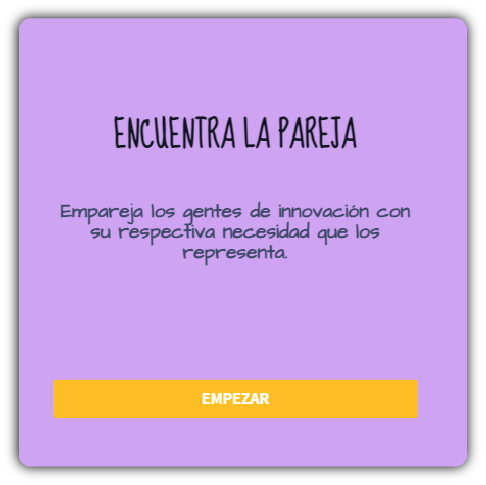 ENCUENTRA LA PAREJA
Empareja los gentes de innovación con
su respectiva necesidad que los
representa.
EMPEZAR